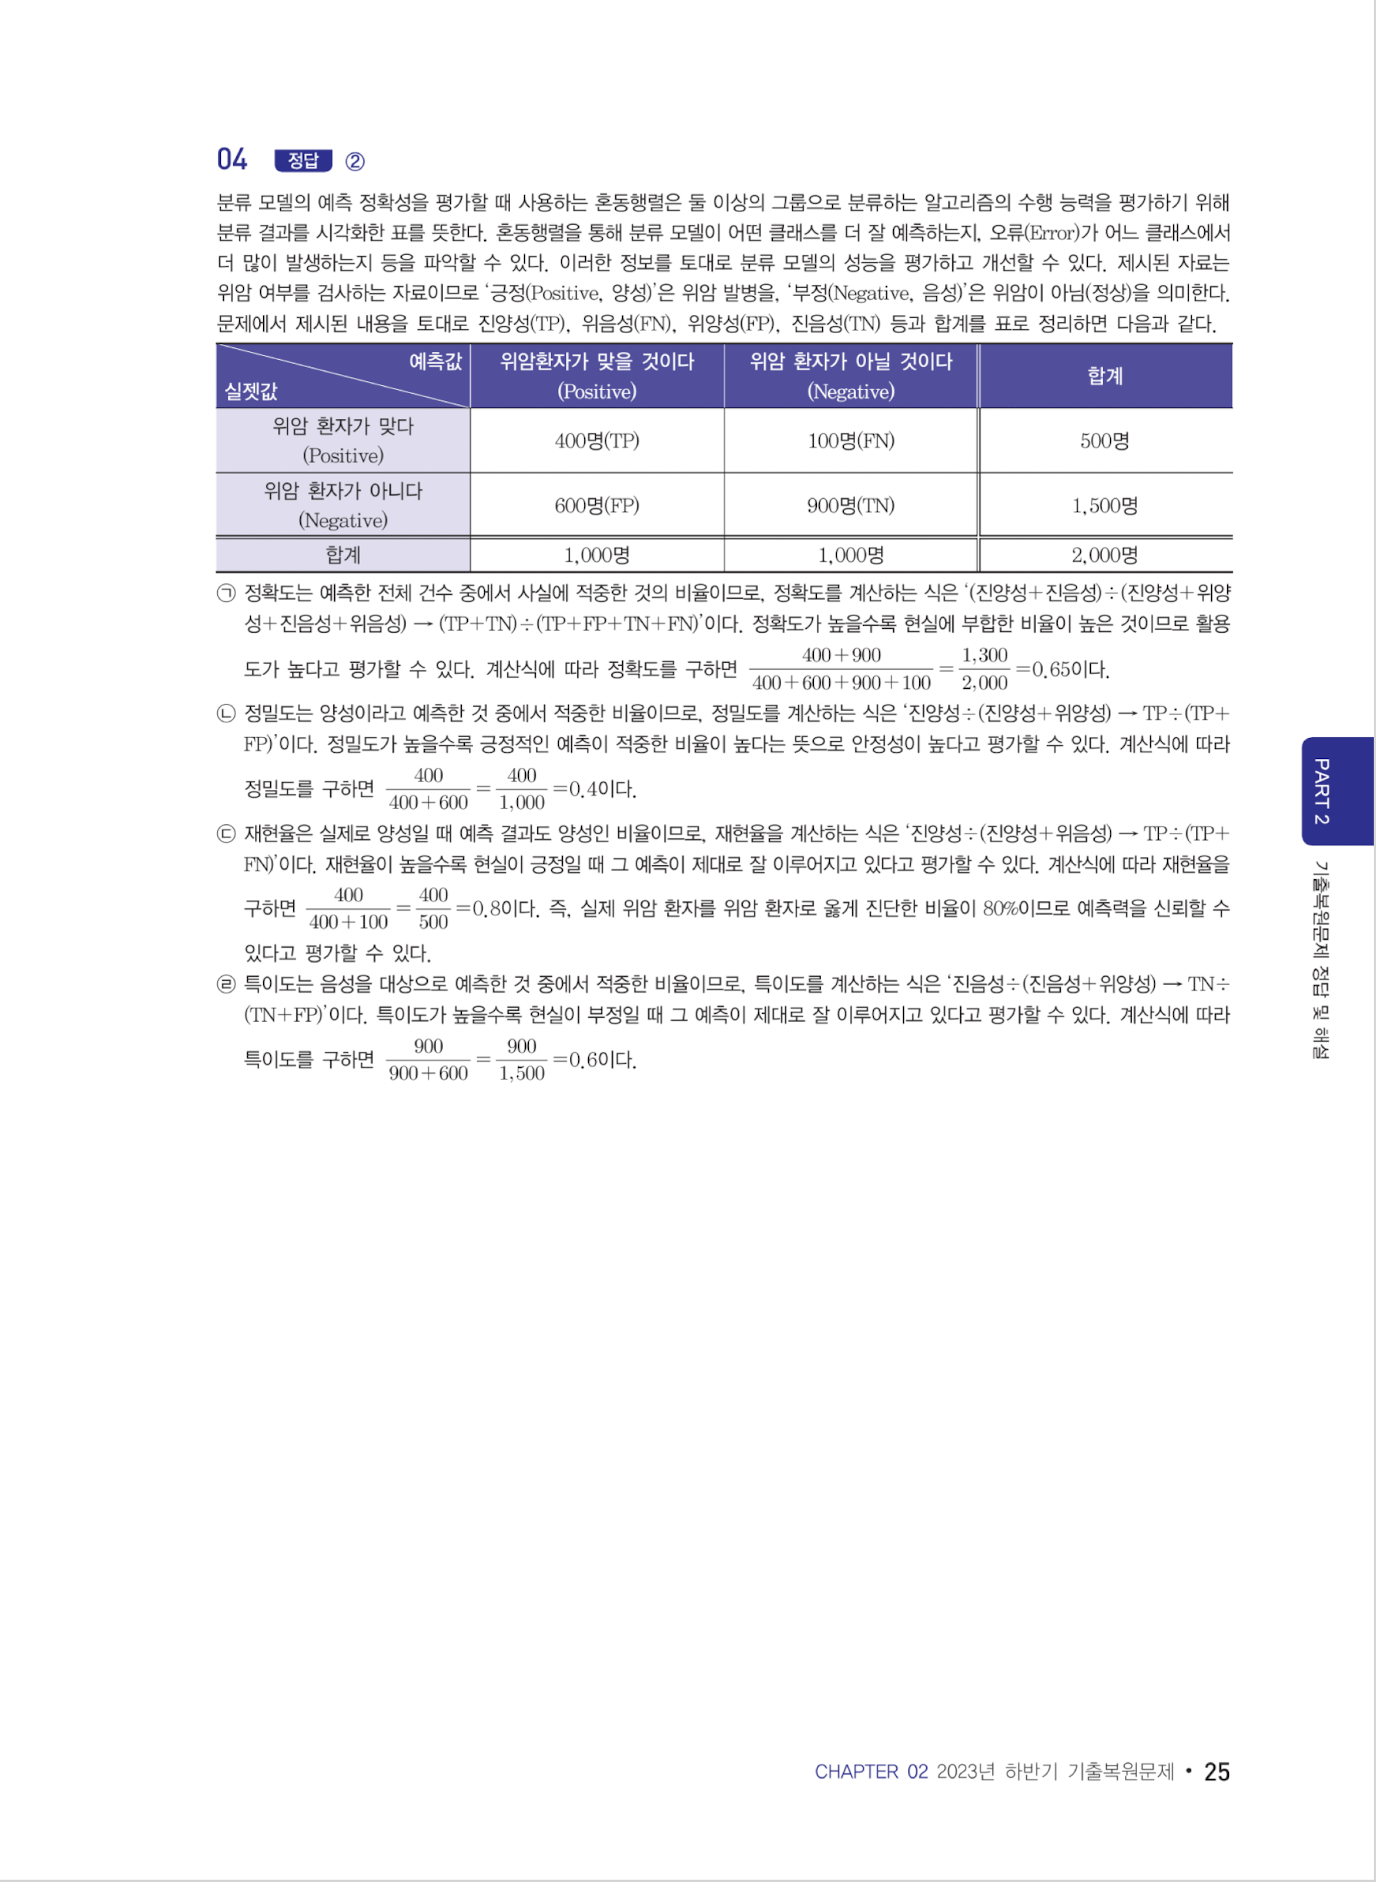 04 정답 ②
분류 모델의 예측 정확성을 평가할 때 사용하는 혼동행렬은 둘 이상의 그룹으로 분류하는 알고리즘의 수행 능력을 평가하기 위해
분류 결과를 시각화한 표를 뜻한다. 혼동행렬을 통해 분류 모델이 어떤 클래스를 더 잘 예측하는지, 오류(Error)가 어느 클래스에서
더 많이 발생하는지 등을 파악할 수 있다. 이러한 정보를 토대로 분류 모델의 성능을 평가하고 개선할 수 있다. 제시된 자료는
위암 여부를 검사하는 자료이므로 ‘긍정(Positive, 양성)’은 위암 발병을, ‘부정(Negative, 음성)’은 위암이 아님(정상)을 의미한다.
문제에서 제시된 내용을 토대로 진양성(TP), 위음성(FN), 위양성(FP), 진음성(TN) 등과 합계를 표로 정리하면 다음과 같다.
예측값
실젯값
위암환자가 맞을 것이다
(Positive)
위암 환자가 아닐 것이다
(Negative)
합계
위암 환자가 맞다
(Positive)
400명(TP)
100명(FN)
500명
위암 환자가 아니다
(Negative)
600명(FP)
900명(TN)
1,500명
합계
1,000명
1,000명
2,000명
㉠ 정확도는 예측한 전체 건수 중에서 사실에 적중한 것의 비율이므로, 정확도를 계산하는 식은 ‘(진양성+진음성)÷(진양성+위양
성+진음성+위음성) → (TP+TN)÷(TP+FP+TN+FN)’이다. 정확도가 높을수록 현실에 부합한 비율이 높은 것이므로 활용
도가 높다고 평가할 수 있다. 계산식에 따라 정확도를 구하면 (400+900)/(400+600+900+100)=1,300/2,000=0.65이다.
㉡ 정밀도는 양성이라고 예측한 것 중에서 적중한 비율이므로, 정밀도를 계산하는 식은 ‘진양성÷(진양성+위양성) → TP÷(TP+
FP)’이다. 정밀도가 높을수록 긍정적인 예측이 적중한 비율이 높다는 뜻으로 안정성이 높다고 평가할 수 있다. 계산식에 따라
정밀도를 구하면 400/(400+600)=400/1,000=0.4이다.
㉢ 재현율은 실제로 양성일 때 예측 결과도 양성인 비율이므로, 재현율을 계산하는 식은 ‘진양성÷(진양성+위음성) → TP÷(TP+
FN)’이다. 재현율이 높을수록 현실이 긍정일 때 그 예측이 제대로 잘 이루어지고 있다고 평가할 수 있다. 계산식에 따라 재현율을
구하면 400/(400+100)=400/500=0.8이다. 즉, 실제 위암 환자를 위암 환자로 옳게 진단한 비율이 80%이므로 예측력을 신뢰할 수
있다고 평가할 수 있다.
㉣ 특이도는 음성을 대상으로 예측한 것 중에서 적중한 비율이므로, 특이도를 계산하는 식은 ‘진음성÷(진음성+위양성) → TN÷
(TN+FP)’이다. 특이도가 높을수록 현실이 부정일 때 그 예측이 제대로 잘 이루어지고 있다고 평가할 수 있다. 계산식에 따라
특이도를 구하면 900/(900+600)=900/1,500=0.6이다.
PART 2
기출복원문제 정답 및 해설
CHAPTER 02 2023년 하반기 기출복원문제 • 25